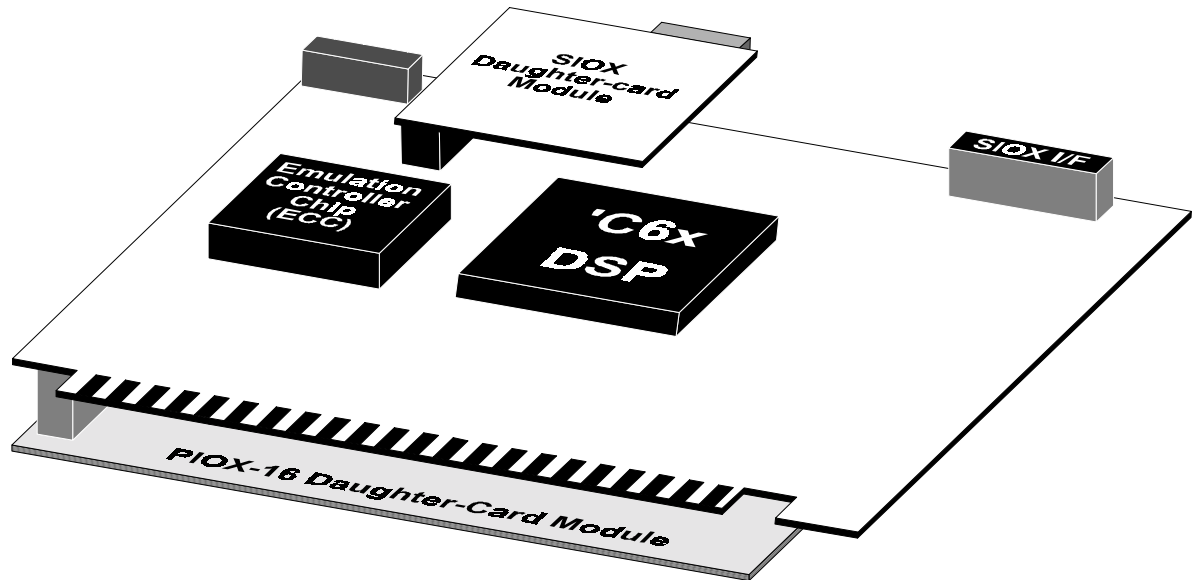 SIOX
Daughter-card
Module
SIOX I/F
Emulation
Controller
Chip
(ECC)
'C6x
DSP
PIOX-16 Daughter-Card Module